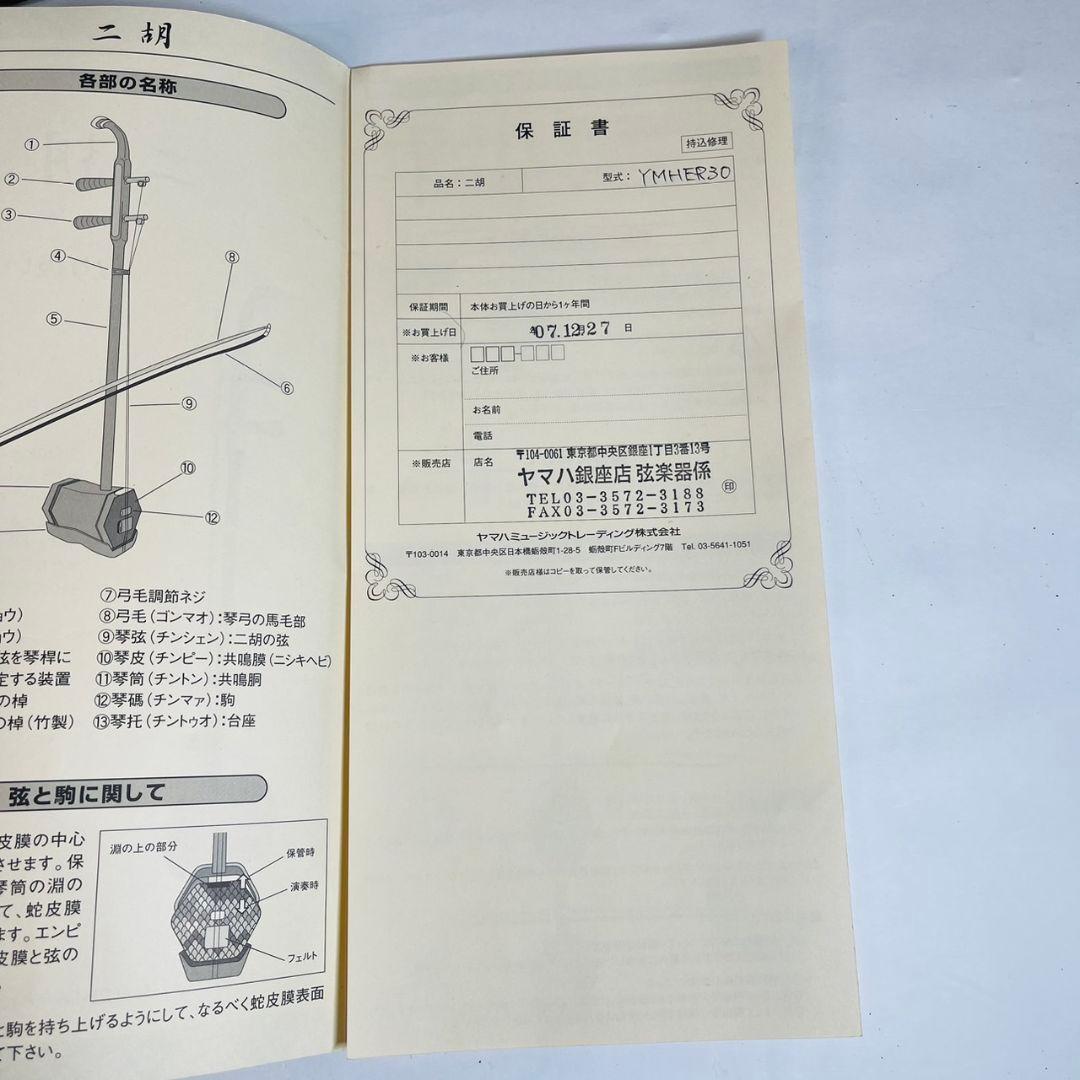 二 胡
各部の名称
①
②
③
④
⑤
⑧
⑥
⑨
⑩
⑫
⑦弓毛調節ネジ
ョウ)
⑧弓毛(ゴンマオ):琴弓の馬毛部
ョウ)
⑨琴弦(チンシェン):二胡の弦
弦を琴桿に
⑩琴皮(チンピー):共鳴膜(ニシキヘビ)
定する装置
⑪琴筒(チントン):共鳴胴
の棹
⑫琴碼(チンマァ):駒
の棹(竹製)
⑬琴托(チントゥオ):台座
弦と駒に関して
皮膜の中心
させます。保
琴筒の淵の
て、蛇皮膜
ます。エンピ
皮膜と弦の
淵の上の部分
保管時
演奏時
フェルト
と駒を持ち上げるようにして、なるべく蛇皮膜表面
て下さい。
保 証 書
持込修理
品名:二胡
型式: YMHER30
保証期間
本体お買上げの日から1ヶ年間
※お買上げ日
年 07.12月27 日
※お客様
ご住所
お名前
電話
※販売店
店名
〒104-0061 東京都中央区銀座1丁目3番13号
ヤマハ銀座店 弦楽器係
TEL03-3572-3188
FAX03-3572-3173
印
ヤマハミュージックトレーディング株式会社
〒103-0014 東京都中央区日本橋蛎殻町1-28-5 蛎殻町Fビルディング7階 Tel. 03-5641-1051
※販売店様はコピーを取って保管してください。